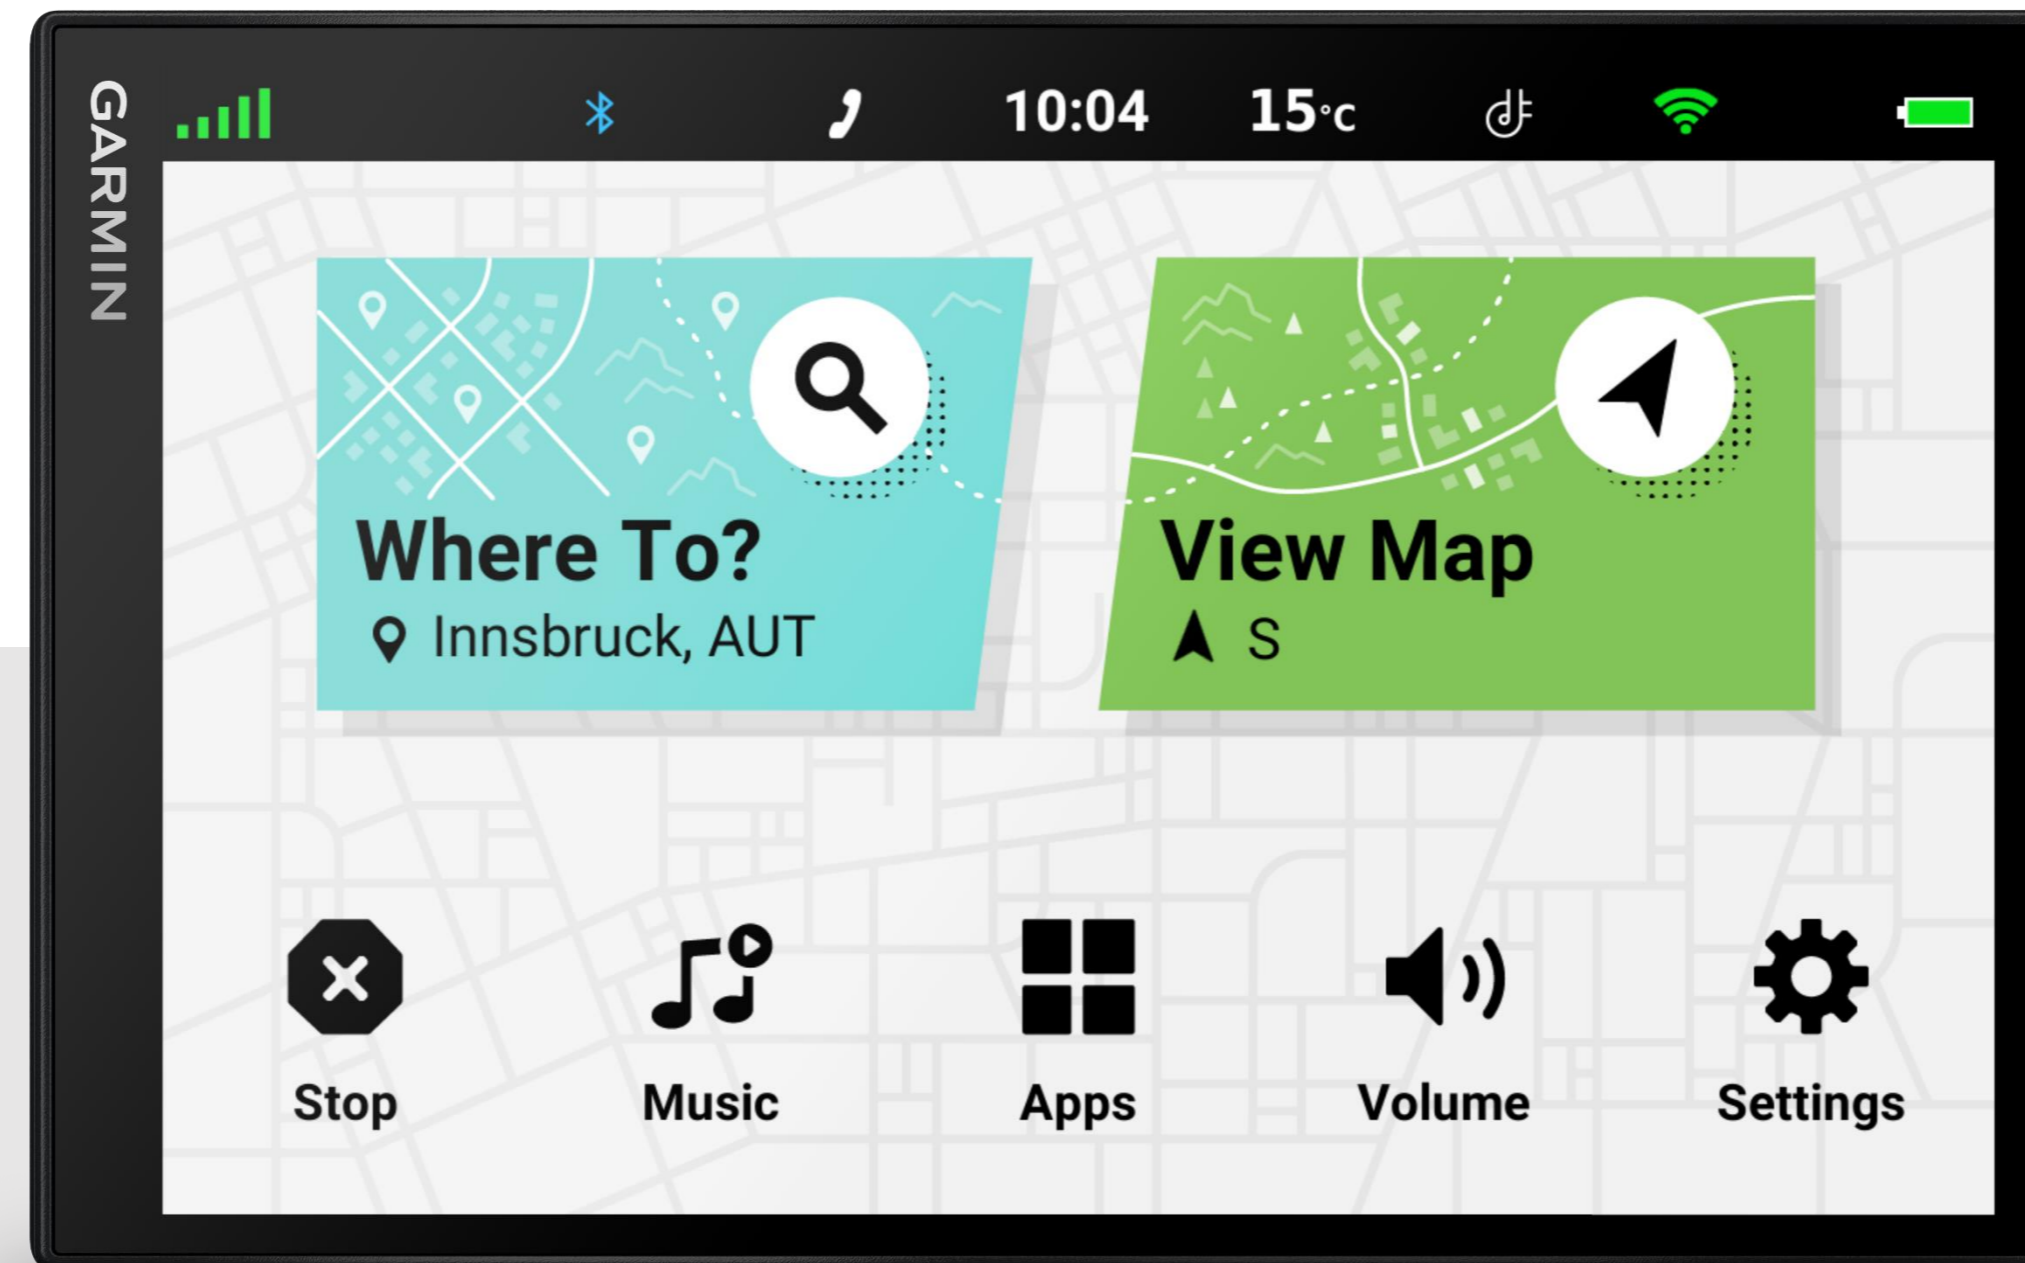 GARMIN
10:04 15°C
Where To?
Innsbruck, AUT
View Map
S
Stop
Music
Apps
Volume
Settings